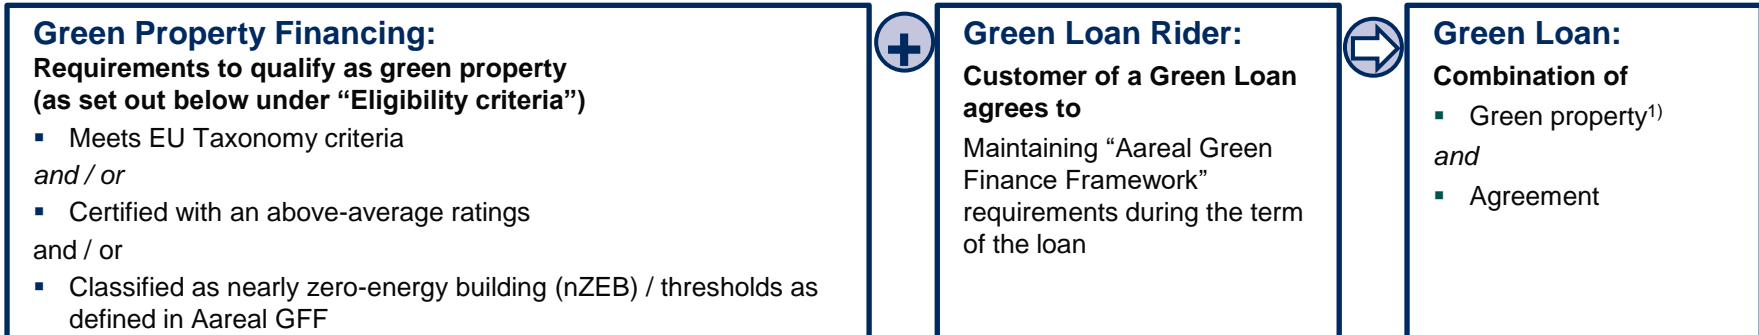 Green Property Financing:
Requirements to qualify as green property
(as set out below under “Eligibility criteria”)
▪ Meets EU Taxonomy criteria
and / or
▪ Certified with an above-average ratings
and / or
▪ Classified as nearly zero-energy building (nZEB) / thresholds as
defined in Aareal GFF
+
Green Loan Rider:
Customer of a Green Loan
agrees to
Maintaining “Aareal Green
Finance Framework”
requirements during the term
of the loan
Green Loan:
Combination of
▪ Green property1)
and
▪ Agreement